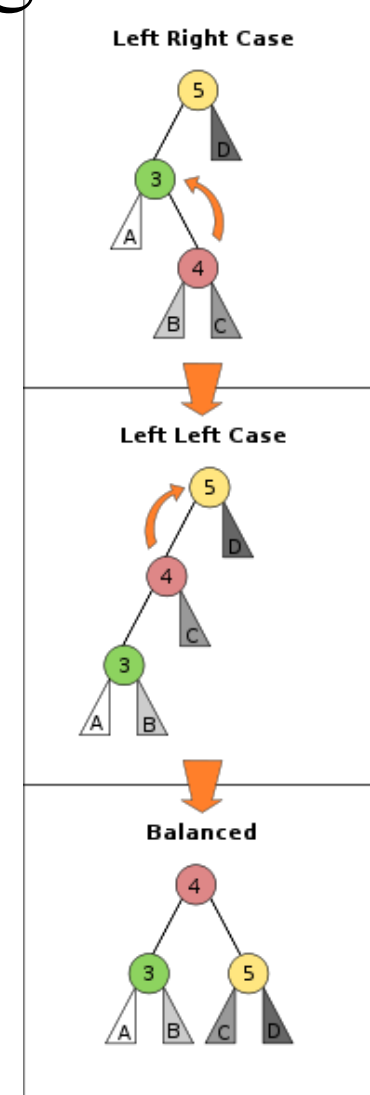 Left Right Case
5
D
3
A
4
B C
Left Left Case
5
D
4
C
3
A B
Balanced
4
3 5
A B C D